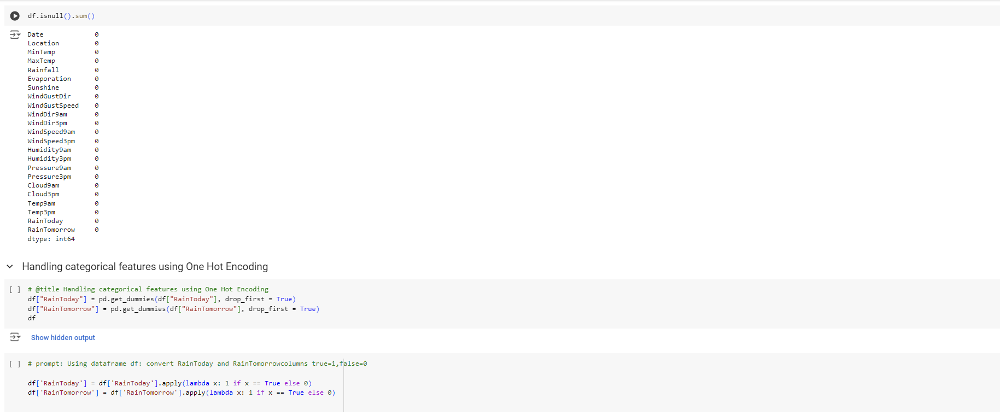 df.isnull().sum()
Date 0
Location 0
MinTemp 0
MaxTemp 0
Rainfall 0
Evaporation 0
Sunshine 0
WindGustDir 0
WindGustSpeed 0
WindDir9am 0
WindDir3pm 0
WindSpeed9am 0
WindSpeed3pm 0
Humidity9am 0
Humidity3pm 0
Pressure9am 0
Pressure3pm 0
Cloud9am 0
Cloud3pm 0
Temp9am 0
Temp3pm 0
RainToday 0
RainTomorrow 0
dtype: int64
Handling categorical features using One Hot Encoding
[ ] # @title Handling categorical features using One Hot Encoding
df["RainToday"] = pd.get_dummies(df["RainToday"], drop_first = True)
df["RainTomorrow"] = pd.get_dummies(df["RainTomorrow"], drop_first = True)
df
Show hidden output
[ ] # prompt: Using dataframe df: convert RainToday and RainTomorrowcolumns true=1,false=0
df['RainToday'] = df['RainToday'].apply(lambda x: 1 if x == True else 0)
df['RainTomorrow'] = df['RainTomorrow'].apply(lambda x: 1 if x == True else 0)